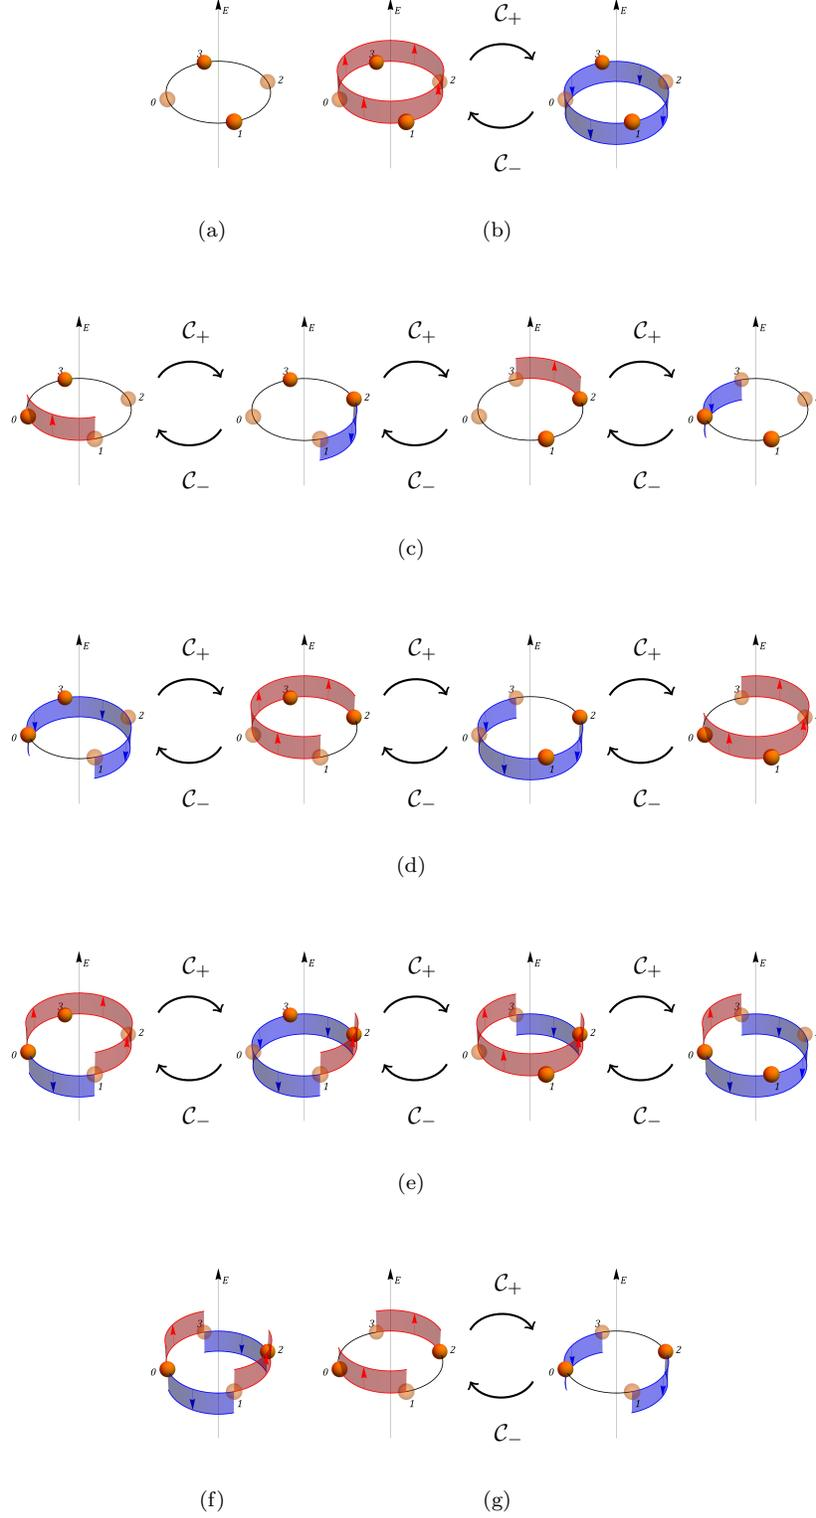 E E 𝒞₊
3 3 3
2 2 2
0 0 0
1 1 1
𝒞₋
(a) (b)
E 𝒞₊ E 𝒞₊ E 𝒞₊ E
3 3 3 3
2 2 2
0 0 0 0
1 1 1 1
𝒞₋ 𝒞₋ 𝒞₋
(c)
E 𝒞₊ E 𝒞₊ E 𝒞₊ E
3 3 3 3
2 2 2
0 0 0 0
1 1 1 1
𝒞₋ 𝒞₋ 𝒞₋
(d)
E 𝒞₊ E 𝒞₊ E 𝒞₊ E
3 3 3 3
2 2 2
0 0 0 0
1 1 1 1
𝒞₋ 𝒞₋ 𝒞₋
(e)
E E 𝒞₊ E
3 3 3
2 2 2
0 0 0
1 1 1
𝒞₋
(f) (g)